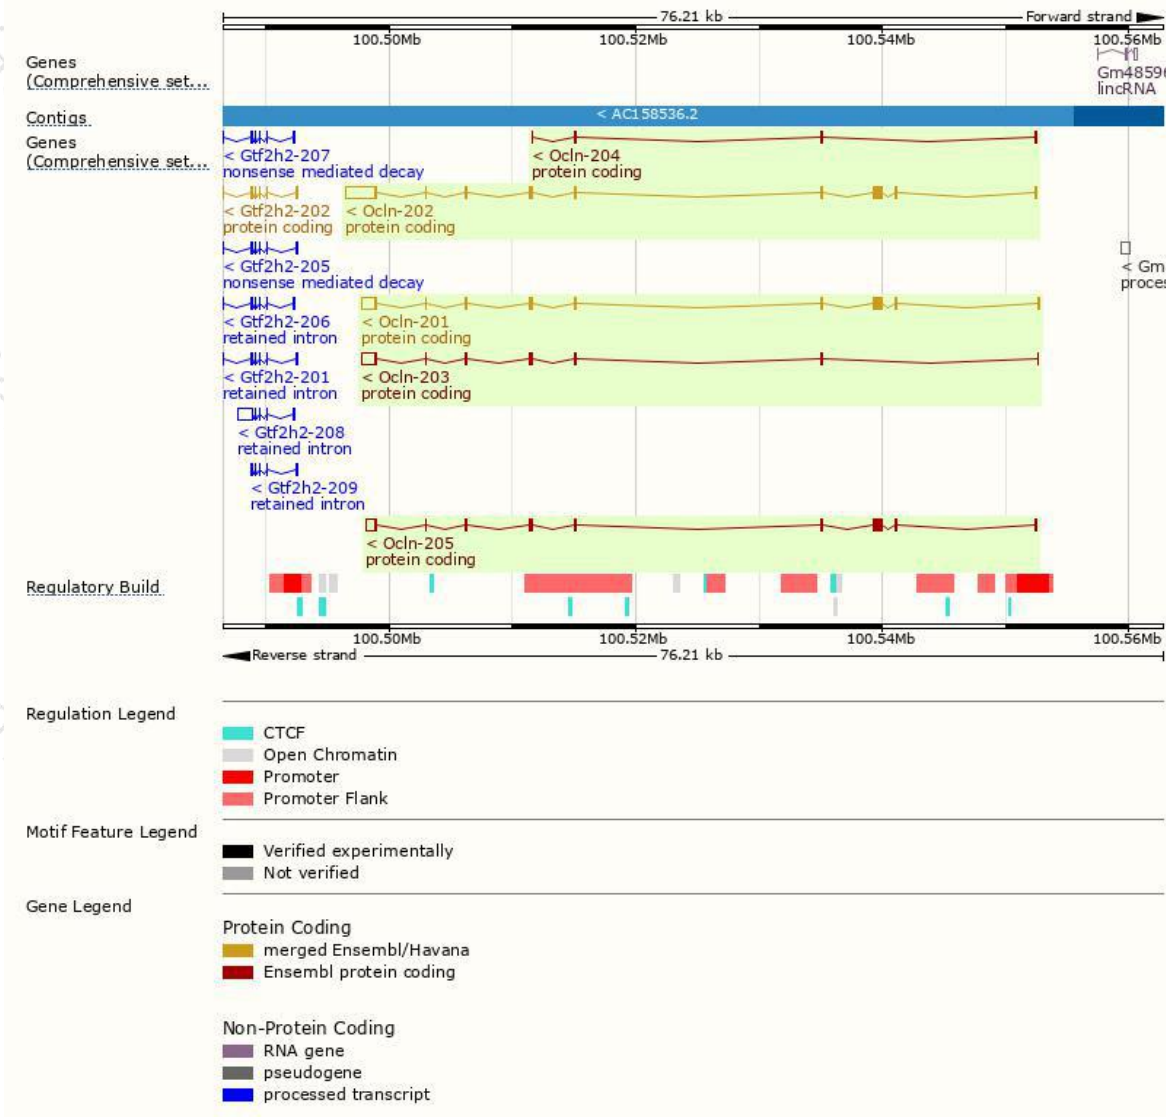 76.21 kb Forward strand
100.50Mb 100.52Mb 100.54Mb 100.56Mb
Genes
(Comprehensive set...
Gm48596
lincRNA
Contigs
< AC158536.2
Genes
(Comprehensive set...
< Gtf2h2-207 < Ocln-204
nonsense mediated decay protein coding
< Gtf2h2-202 < Ocln-202
protein coding protein coding
< Gtf2h2-205 < Gm
nonsense mediated decay proces
< Gtf2h2-206 < Ocln-201
retained intron protein coding
< Gtf2h2-201 < Ocln-203
retained intron protein coding
< Gtf2h2-208
retained intron
< Gtf2h2-209
retained intron
< Ocln-205
protein coding
Regulatory Build
100.50Mb 100.52Mb 100.54Mb 100.56Mb
Reverse strand 76.21 kb
Regulation Legend
CTCF
Open Chromatin
Promoter
Promoter Flank
Motif Feature Legend
Verified experimentally
Not verified
Gene Legend
Protein Coding
merged Ensembl/Havana
Ensembl protein coding
Non-Protein Coding
RNA gene
pseudogene
processed transcript